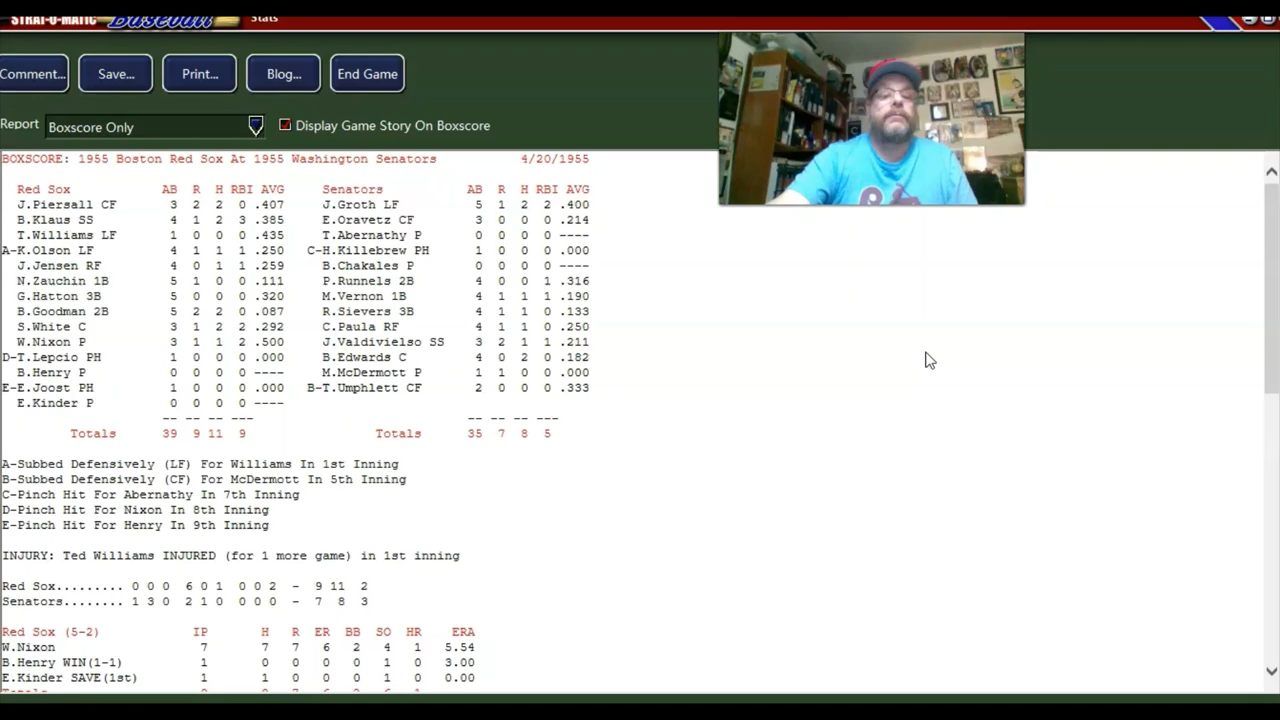 STRAT-O-MATIC Baseball Stats
Comment... Save... Print... Blog... End Game
Report Boxscore Only Display Game Story On Boxscore
BOXSCORE: 1955 Boston Red Sox At 1955 Washington Senators 4/20/1955
Red Sox AB R H RBI AVG Senators AB R H RBI AVG
J.Piersall CF 3 2 2 0 .407 J.Groth LF 5 1 2 2 .400
B.Klaus SS 4 1 2 3 .385 E.Oravetz CF 3 0 0 0 .214
T.Williams LF 1 0 0 0 .435 T.Abernathy P 0 0 0 0 ----
A-K.Olson LF 4 1 1 1 .250 C-H.Killebrew PH 1 0 0 0 .000
J.Jensen RF 4 0 1 1 .259 B.Chakales P 0 0 0 0 ----
N.Zauchin 1B 5 1 0 0 .111 P.Runnels 2B 4 0 0 1 .316
G.Hatton 3B 5 0 0 0 .320 M.Vernon 1B 4 1 1 1 .190
B.Goodman 2B 5 2 2 0 .087 R.Sievers 3B 4 1 1 0 .133
S.White C 3 1 2 2 .292 C.Paula RF 4 1 1 0 .250
W.Nixon P 3 1 1 2 .500 J.Valdivielso SS 3 2 1 1 .211
D-T.Lepcio PH 1 0 0 0 .000 B.Edwards C 4 0 2 0 .182
B.Henry P 0 0 0 0 ---- M.McDermott P 1 1 0 0 .000
E-E.Joost PH 1 0 0 0 .000 B-T.Umphlett CF 2 0 0 0 .333
E.Kinder P 0 0 0 0 ----
-- -- -- --- -- -- -- ---
Totals 39 9 11 9 Totals 35 7 8 5
A-Subbed Defensively (LF) For Williams In 1st Inning
B-Subbed Defensively (CF) For McDermott In 5th Inning
C-Pinch Hit For Abernathy In 7th Inning
D-Pinch Hit For Nixon In 8th Inning
E-Pinch Hit For Henry In 9th Inning
INJURY: Ted Williams INJURED (for 1 more game) in 1st inning
Red Sox......... 0 0 0 6 0 1 0 0 2 - 9 11 2
Senators........ 1 3 0 2 1 0 0 0 0 - 7 8 3
Red Sox (5-2) IP H R ER BB SO HR ERA
W.Nixon 7 7 7 6 2 4 1 5.54
B.Henry WIN(1-1) 1 0 0 0 0 1 0 3.00
E.Kinder SAVE(1st) 1 1 0 0 0 1 0 0.00